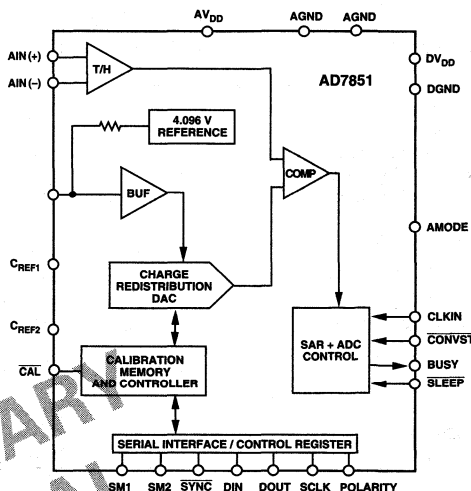 AVDD AGND AGND
AIN (+)
AIN (–)
T/H
AD7851
DVDD
DGND
4.096 V
REFERENCE
BUF
COMP
AMODE
CREF1
CHARGE
REDISTRIBUTION
DAC
CREF2
CAL
CALIBRATION
MEMORY
AND CONTROLLER
SAR + ADC
CONTROL
CLKIN
CONVST
BUSY
SLEEP
SERIAL INTERFACE / CONTROL REGISTER
SM1 SM2 SYNC DIN DOUT SCLK POLARITY